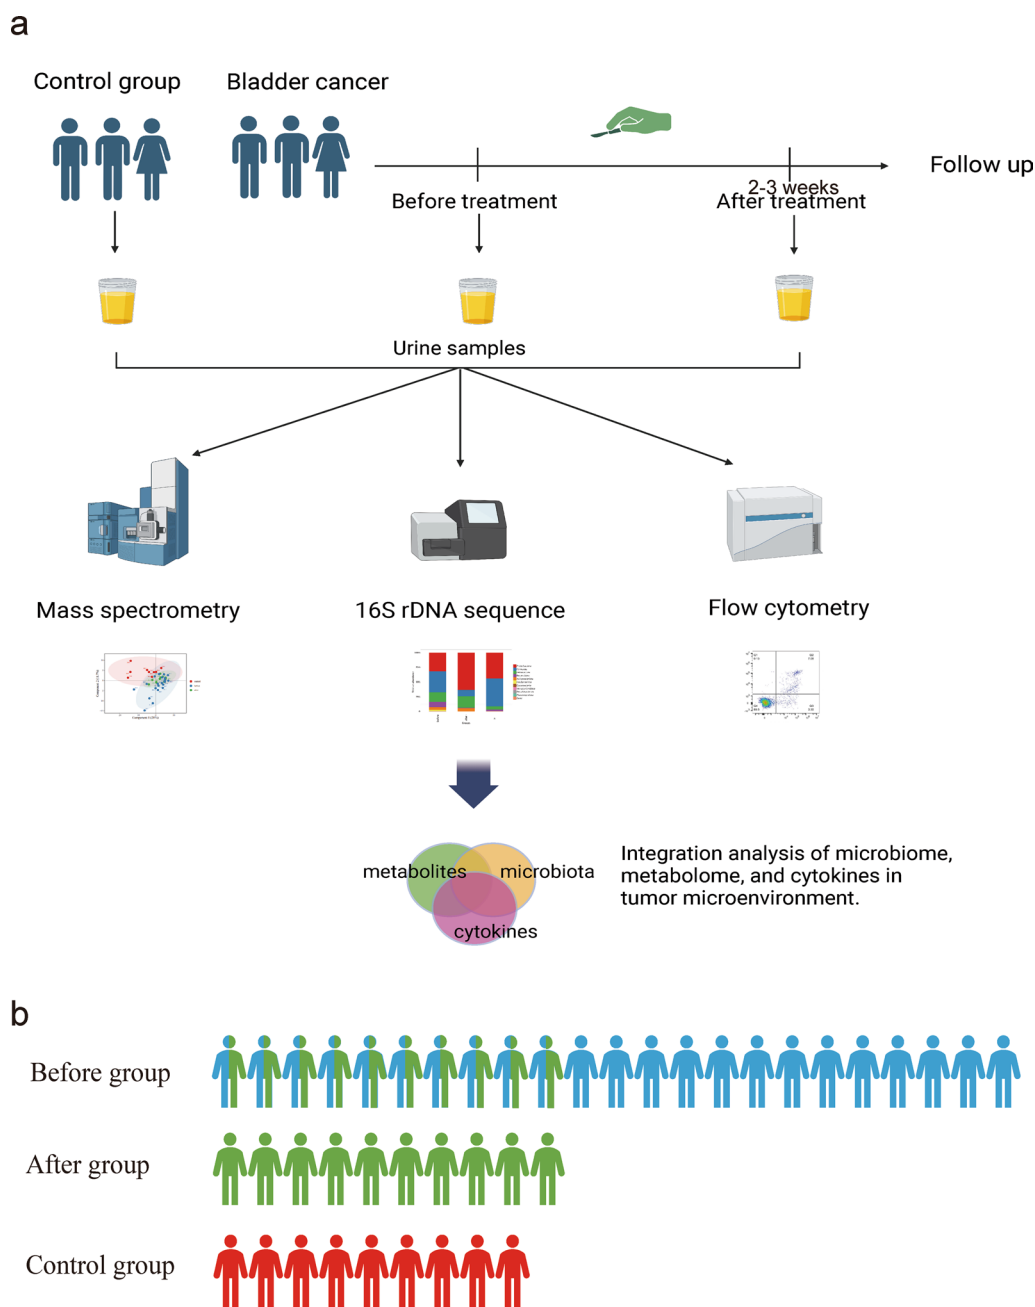 a
Control group
Bladder cancer
Follow up
2-3 weeks
Before treatment
After treatment
Urine samples
Mass spectrometry
16S rDNA sequence
Flow cytometry
metabolites
microbiota
cytokines
Integration analysis of microbiome,
metabolome, and cytokines in
tumor microenvironment.
b
Before group
After group
Control group